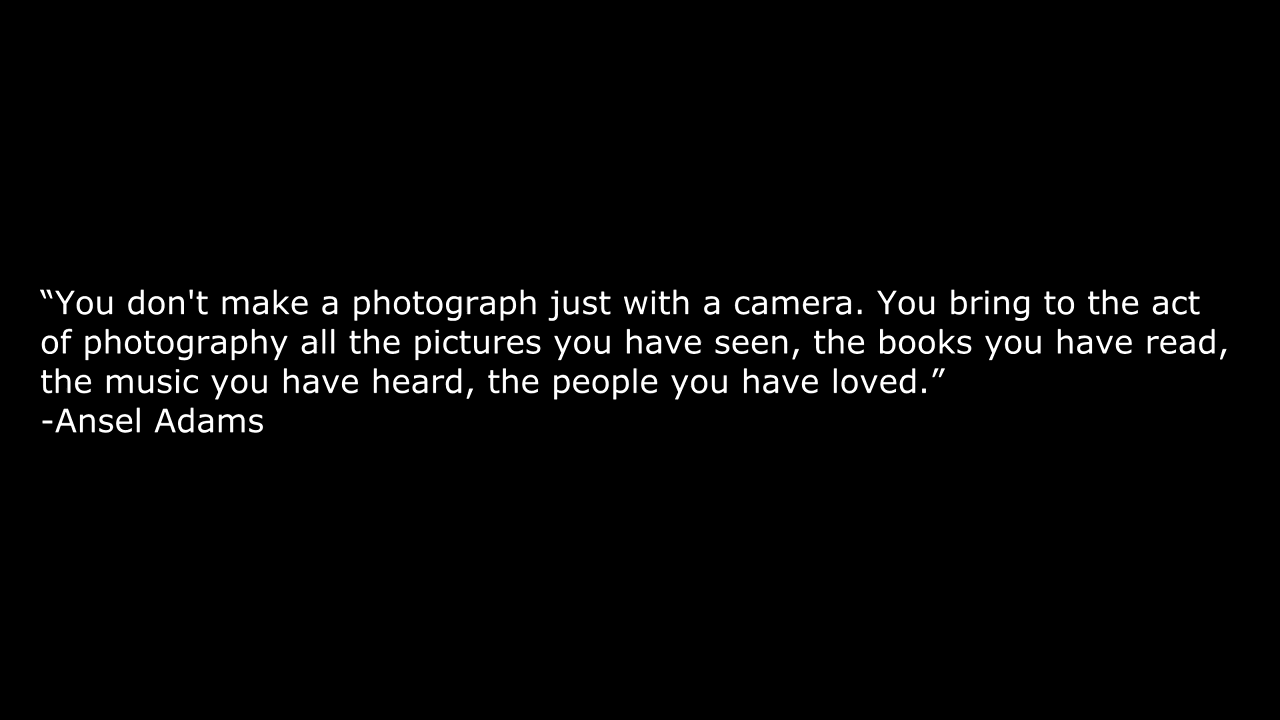 “You don't make a photograph just with a camera. You bring to the act
of photography all the pictures you have seen, the books you have read,
the music you have heard, the people you have loved.”
-Ansel Adams